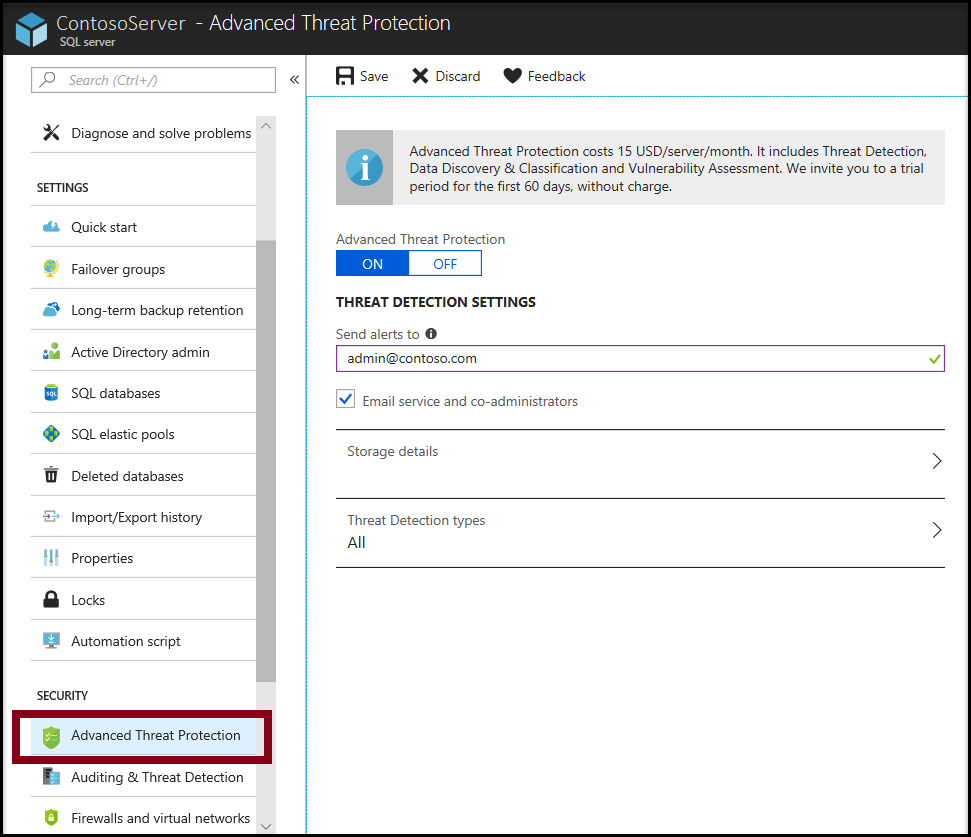 ContosoServer - Advanced Threat Protection
SQL server
Search (Ctrl+/)
«
Diagnose and solve problems
SETTINGS
Quick start
Failover groups
Long-term backup retention
Active Directory admin
SQL databases
SQL elastic pools
Deleted databases
Import/Export history
Properties
Locks
Automation script
SECURITY
Advanced Threat Protection
Auditing & Threat Detection
Firewalls and virtual networks
Save Discard Feedback
Advanced Threat Protection costs 15 USD/server/month. It includes Threat Detection,
Data Discovery & Classification and Vulnerability Assessment. We invite you to a trial
period for the first 60 days, without charge.
Advanced Threat Protection
ON OFF
THREAT DETECTION SETTINGS
Send alerts to
admin@contoso.com
Email service and co-administrators
Storage details
Threat Detection types
All